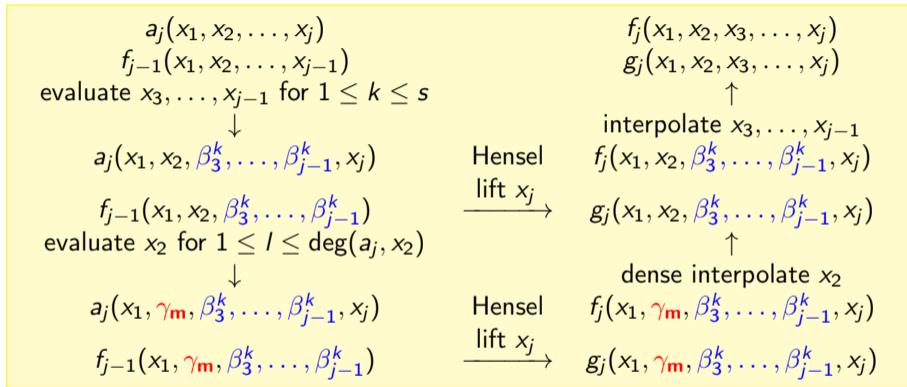 a_j(x_1, x_2, ..., x_j)
f_{j−1}(x_1, x_2, ..., x_{j−1})
evaluate x_3, ..., x_{j−1} for 1 ≤ k ≤ s
↓
a_j(x_1, x_2, β_3^k, ..., β_{j−1}^k, x_j)
f_{j−1}(x_1, x_2, β_3^k, ..., β_{j−1}^k)
evaluate x_2 for 1 ≤ l ≤ deg(a_j, x_2)
↓
a_j(x_1, γ_m, β_3^k, ..., β_{j−1}^k, x_j)
f_{j−1}(x_1, γ_m, β_3^k, ..., β_{j−1}^k)
Hensel
lift x_j
→
Hensel
lift x_j
→
f_j(x_1, x_2, x_3, ..., x_j)
g_j(x_1, x_2, x_3, ..., x_j)
↑
interpolate x_3, ..., x_{j−1}
f_j(x_1, x_2, β_3^k, ..., β_{j−1}^k, x_j)
g_j(x_1, x_2, β_3^k, ..., β_{j−1}^k, x_j)
↑
dense interpolate x_2
f_j(x_1, γ_m, β_3^k, ..., β_{j−1}^k, x_j)
g_j(x_1, γ_m, β_3^k, ..., β_{j−1}^k, x_j)